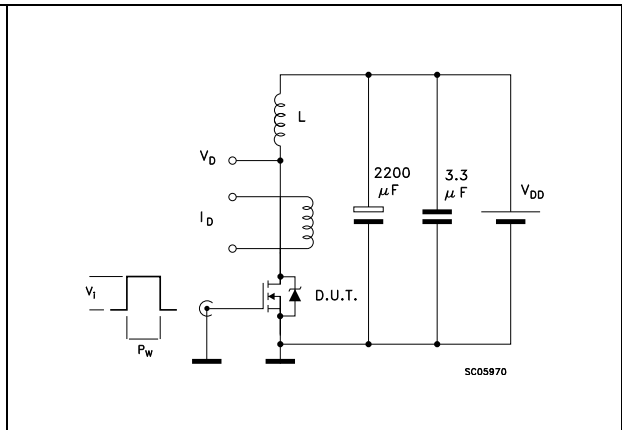 L
V_D
2200
μF
3.3
μF
V_DD
I_D
D.U.T.
V_i
P_W
SC05970